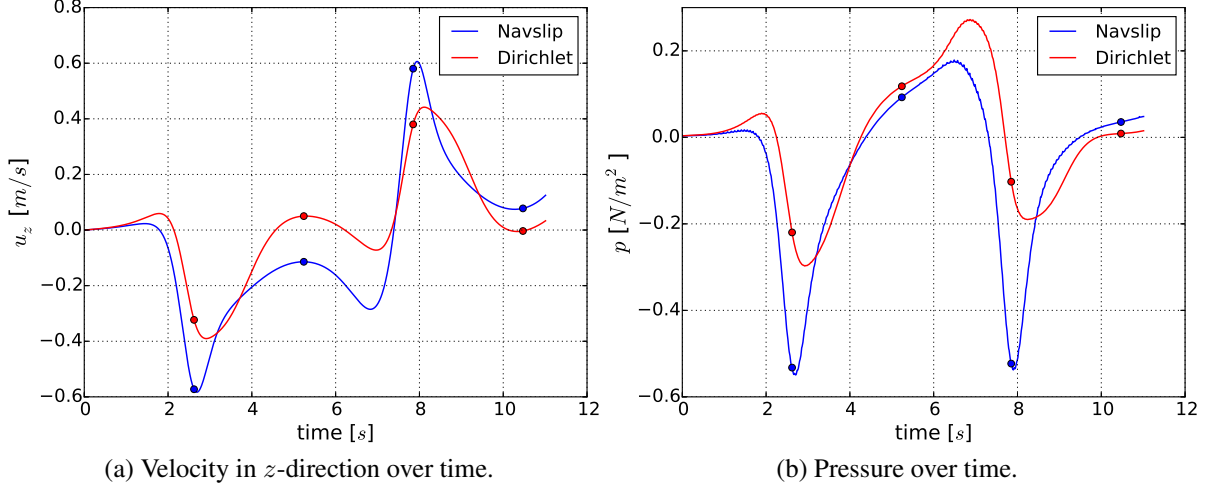 0.8
0.6
0.4
0.2
0.0
−0.2
−0.4
−0.6
0 2 4 6 8 10 12
u_z [m/s]
time [s]
Navslip
Dirichlet
(a) Velocity in z-direction over time.
0.2
0.0
−0.2
−0.4
−0.6
0 2 4 6 8 10 12
p [N/m²]
time [s]
Navslip
Dirichlet
(b) Pressure over time.